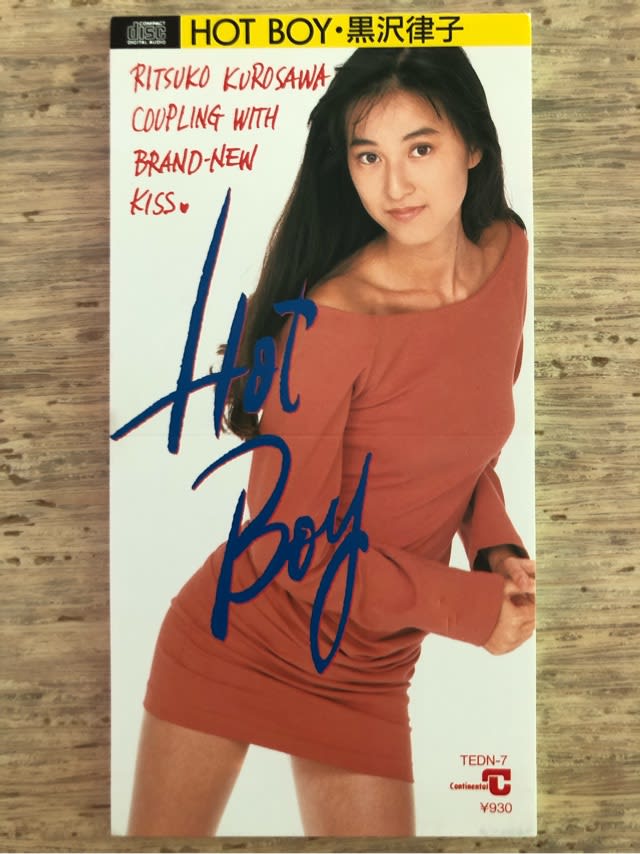 COMPACT
disc
DIGITAL AUDIO
HOT BOY・黒沢律子
RITSUKO KUROSAWA
COUPLING WITH
BRAND-NEW
KISS♥
Hot
Boy
TEDN-7
Continental
¥930